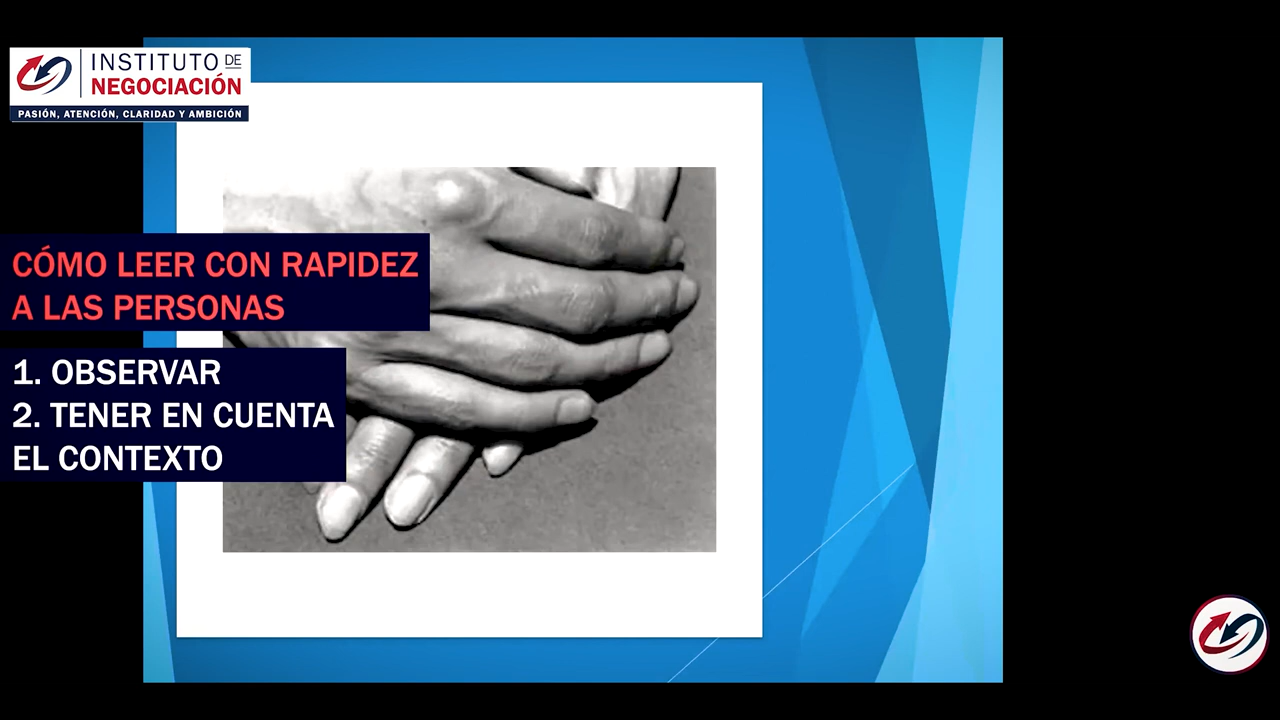 INSTITUTO DE
NEGOCIACIÓN
PASIÓN, ATENCIÓN, CLARIDAD Y AMBICIÓN
CÓMO LEER CON RAPIDEZ
A LAS PERSONAS
1. OBSERVAR
2. TENER EN CUENTA
EL CONTEXTO